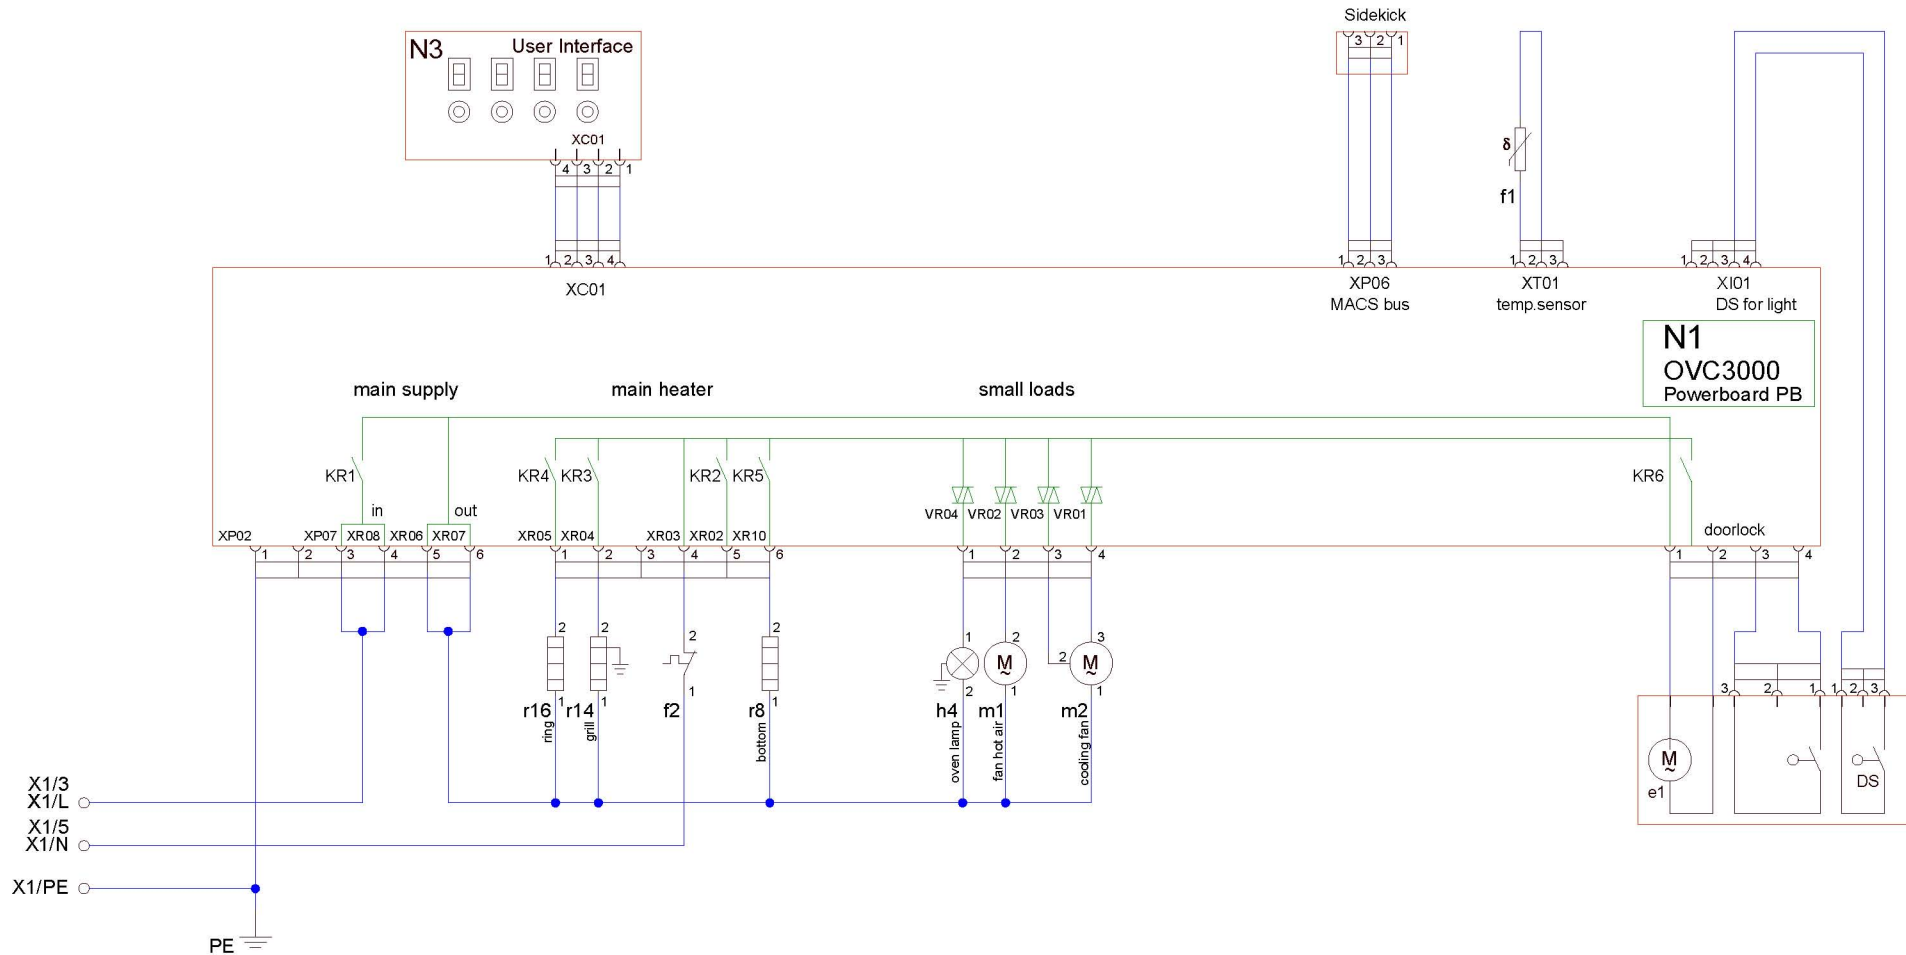 Sidekick
3 2 1
N3 User Interface
XC01
4 3 2 1
δ
f1
1 2 3 4
1 2 3
1 2 3
1 2 3 4
XC01
XP06
MACS bus
XT01
temp.sensor
XI01
DS for light
N1
OVC3000
Powerboard PB
main supply
main heater
small loads
KR1
KR4 KR3
KR2 KR5
KR6
in
out
VR04 VR02 VR03 VR01
XP02
XP07 XR08 XR06 XR07
XR05 XR04
XR03 XR02 XR10
doorlock
1 2 3 4 5 6
1 2 3 4 5 6
1 2 3 4
1 2 3 4
2 2 2 2
1 2 3
2
M
~
M
~
1 1 1 1
2 1 1
r16 r14 f2 r8
h4 m1 m2
ring
grill
bottom
oven lamp
fan hot air
cooling fan
3 2 1 1 2 3
M
~
e1
DS
X1/3
X1/L
X1/5
X1/N
X1/PE
PE